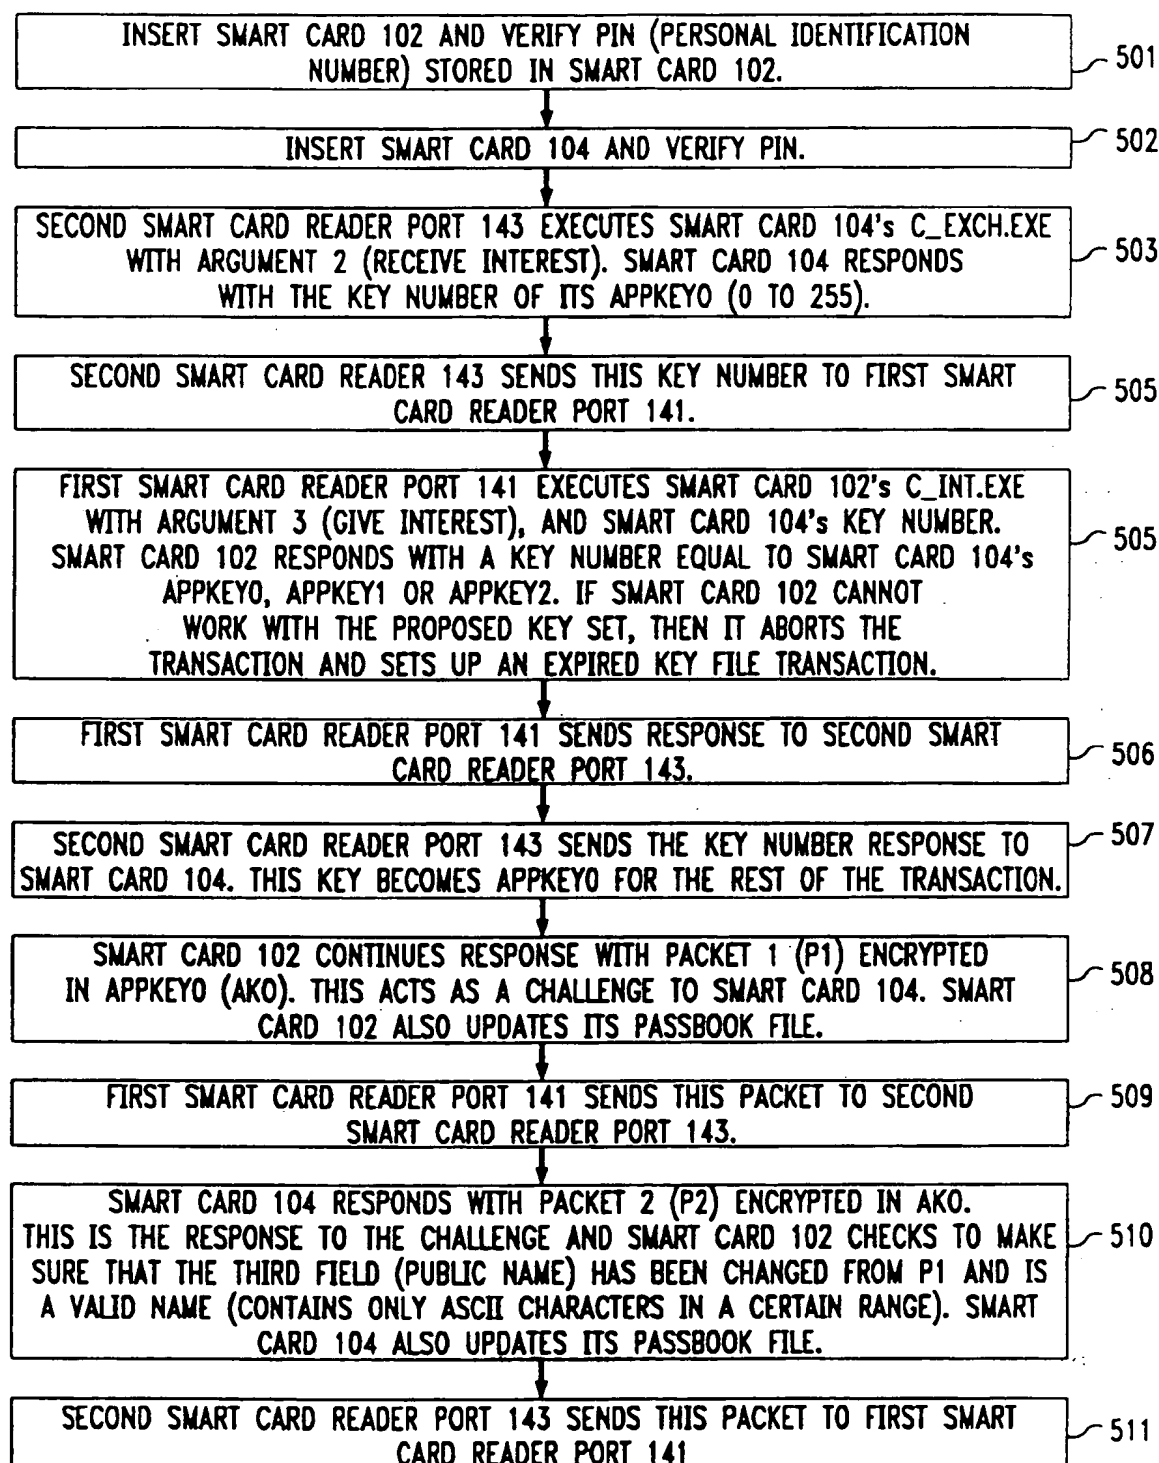 INSERT SMART CARD 102 AND VERIFY PIN (PERSONAL IDENTIFICATION
NUMBER) STORED IN SMART CARD 102.
501
INSERT SMART CARD 104 AND VERIFY PIN.
502
SECOND SMART CARD READER PORT 143 EXECUTES SMART CARD 104's C_EXCH.EXE
WITH ARGUMENT 2 (RECEIVE INTEREST). SMART CARD 104 RESPONDS
WITH THE KEY NUMBER OF ITS APPKEY0 (0 TO 255).
503
SECOND SMART CARD READER 143 SENDS THIS KEY NUMBER TO FIRST SMART
CARD READER PORT 141.
505
FIRST SMART CARD READER PORT 141 EXECUTES SMART CARD 102's C_INT.EXE
WITH ARGUMENT 3 (GIVE INTEREST), AND SMART CARD 104's KEY NUMBER.
SMART CARD 102 RESPONDS WITH A KEY NUMBER EQUAL TO SMART CARD 104's
APPKEY0, APPKEY1 OR APPKEY2. IF SMART CARD 102 CANNOT
WORK WITH THE PROPOSED KEY SET, THEN IT ABORTS THE
TRANSACTION AND SETS UP AN EXPIRED KEY FILE TRANSACTION.
505
FIRST SMART CARD READER PORT 141 SENDS RESPONSE TO SECOND SMART
CARD READER PORT 143.
506
SECOND SMART CARD READER PORT 143 SENDS THE KEY NUMBER RESPONSE TO
SMART CARD 104. THIS KEY BECOMES APPKEY0 FOR THE REST OF THE TRANSACTION.
507
SMART CARD 102 CONTINUES RESPONSE WITH PACKET 1 (P1) ENCRYPTED
IN APPKEY0 (AK0). THIS ACTS AS A CHALLENGE TO SMART CARD 104. SMART
CARD 102 ALSO UPDATES ITS PASSBOOK FILE.
508
FIRST SMART CARD READER PORT 141 SENDS THIS PACKET TO SECOND
SMART CARD READER PORT 143.
509
SMART CARD 104 RESPONDS WITH PACKET 2 (P2) ENCRYPTED IN AK0.
THIS IS THE RESPONSE TO THE CHALLENGE AND SMART CARD 102 CHECKS TO MAKE
SURE THAT THE THIRD FIELD (PUBLIC NAME) HAS BEEN CHANGED FROM P1 AND IS
A VALID NAME (CONTAINS ONLY ASCII CHARACTERS IN A CERTAIN RANGE). SMART
CARD 104 ALSO UPDATES ITS PASSBOOK FILE.
510
SECOND SMART CARD READER PORT 143 SENDS THIS PACKET TO FIRST SMART
CARD READER PORT 141
511